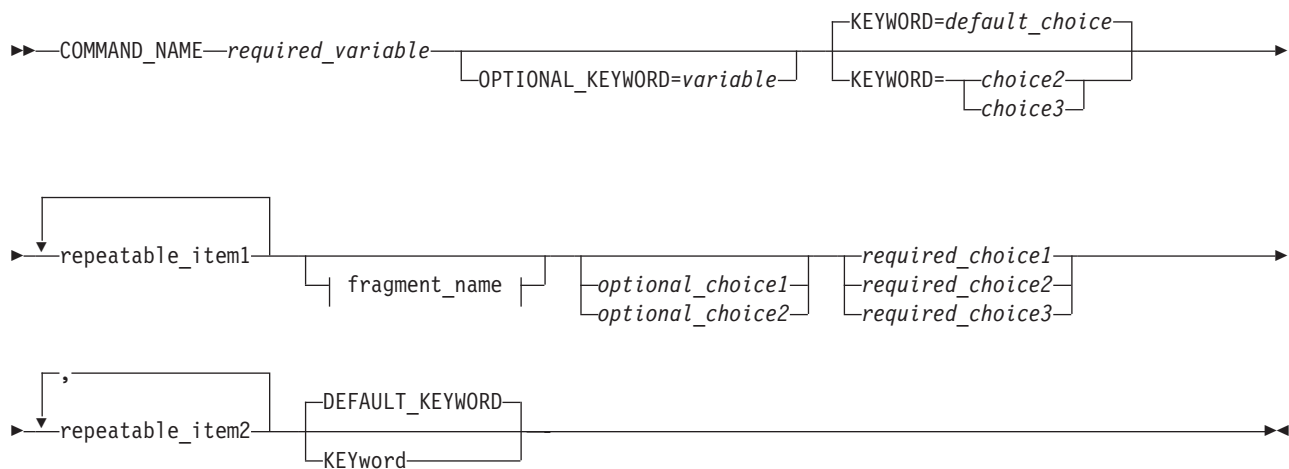 KEYWORD=default_choice
COMMAND_NAME required_variable
OPTIONAL_KEYWORD=variable
KEYWORD= choice2
choice3
repeatable_item1
fragment_name
optional_choice1
optional_choice2
required_choice1
required_choice2
required_choice3
,
repeatable_item2
DEFAULT_KEYWORD
KEYword